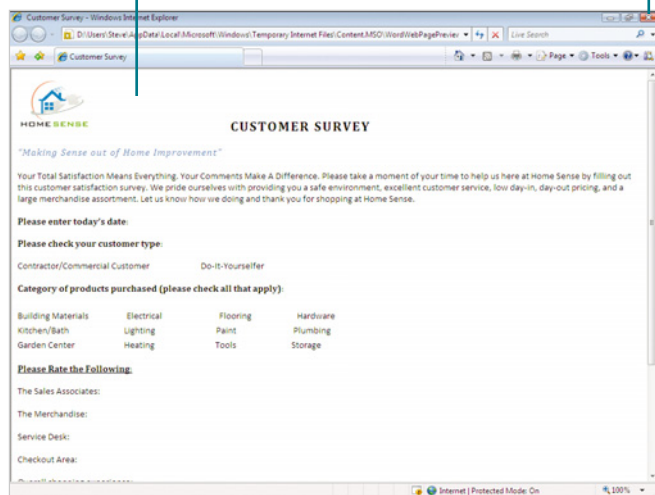 Customer Survey - Windows Internet Explorer
D:\Users\Steve\AppData\Local\Microsoft\Windows\Temporary Internet Files\Content.MSO\WordWebPagePreview
Live Search
Customer Survey
Page
Tools
HOMESENSE
CUSTOMER SURVEY
"Making Sense out of Home Improvement"
Your Total Satisfaction Means Everything. Your Comments Make A Difference. Please take a moment of your time to help us here at Home Sense by filling out
this customer satisfaction survey. We pride ourselves with providing you a safe environment, excellent customer service, low day-in, day-out pricing, and a
large merchandise assortment. Let us know how we doing and thank you for shopping at Home Sense.
Please enter today's date:
Please check your customer type:
Contractor/Commercial Customer Do-It-Yourselfer
Category of products purchased (please check all that apply):
Building Materials Electrical Flooring Hardware
Kitchen/Bath Lighting Paint Plumbing
Garden Center Heating Tools Storage
Please Rate the Following:
The Sales Associates:
The Merchandise:
Service Desk:
Checkout Area:
Internet | Protected Mode: On
100%